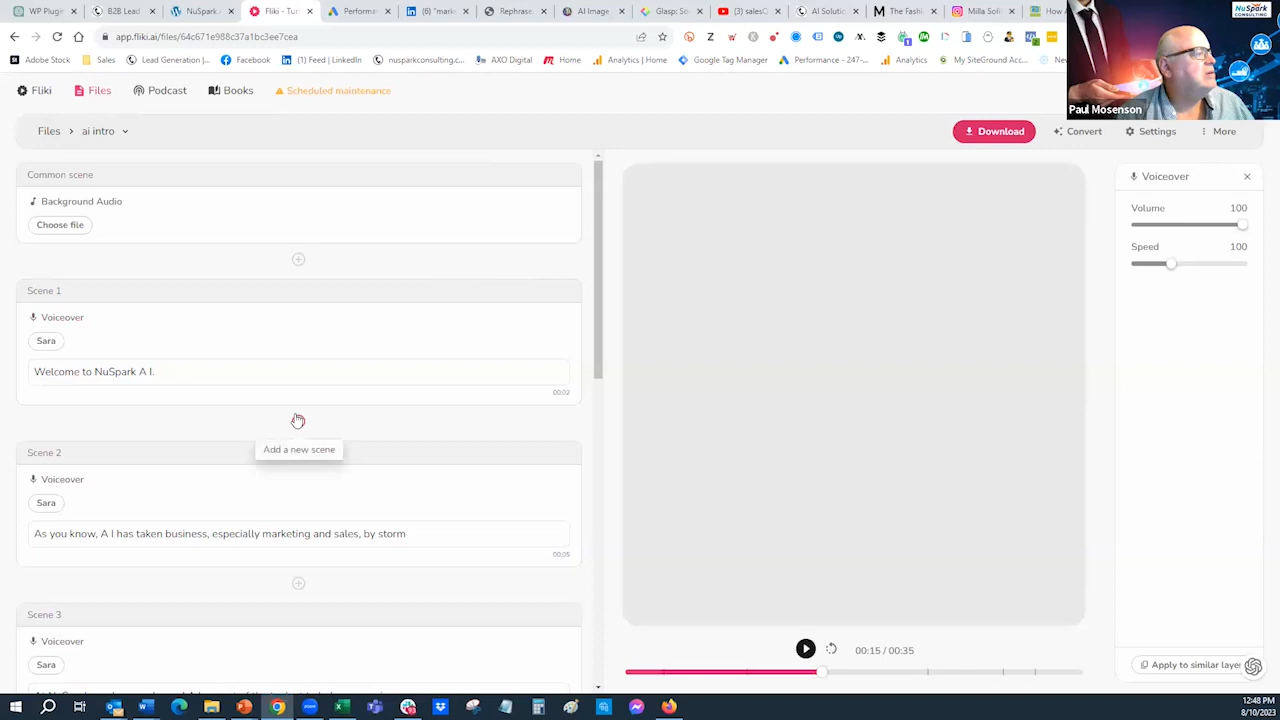 WP Plugin
B2B Lead
NuSpark
Fliki - Tur
Performa
(6) "mark
Rephrase
AI Image
Glasp So
(3) salesC
AI Soluti
The Fash
Milla Sofi
How A
app.fliki.ai/files/64c671e988c37a1bc3ee7cea
Adobe Stock
Sales
Lead Generation |
Facebook
(1) Feed | LinkedIn
nusparkconsulting.c...
AXO Digital
Home
Analytics | Home
Google Tag Manager
Performance - 247-...
Analytics
My SiteGround Acc...
NuSpark
CONSULTING
Paul Mosenson
Fliki
Files
Podcast
Books
Scheduled maintenance
Files > ai intro
Download
Convert
Settings
More
Common scene
Background Audio
Choose file
Scene 1
Voiceover
Sara
Welcome to NuSpark A I.
00:02
Add a new scene
Scene 2
Voiceover
Sara
As you know, A I has taken business, especially marketing and sales, by storm
00:05
Scene 3
Voiceover
Sara
00:15 / 00:35
Voiceover
Volume 100
Speed 100
Apply to similar layer
12:48 PM
8/10/2023